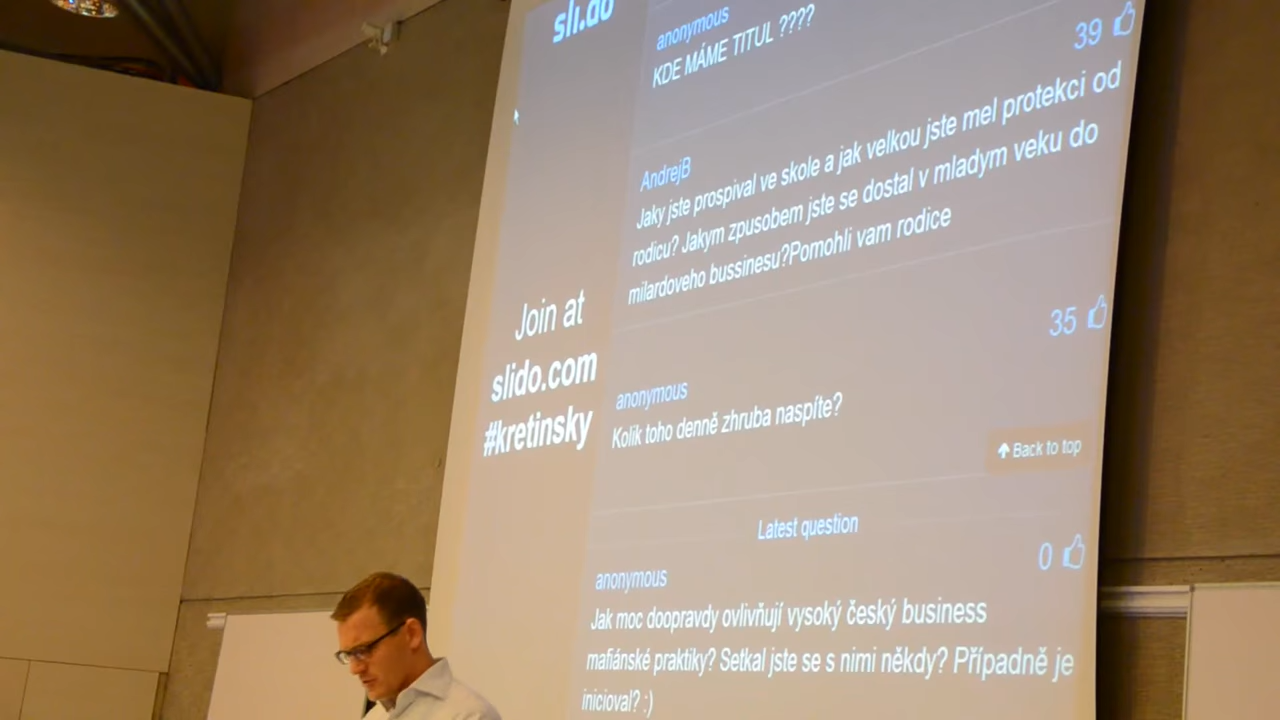 sli.do
Join at
slido.com
#kretinsky
anonymous
KDE MÁME TITUL ????
39
AndrejB
Jaky jste prospival ve skole a jak velkou jste mel protekci od
rodicu? Jakym zpusobem jste se dostal v mladym veku do
milardoveho bussinesu?Pomohli vam rodice
35
anonymous
Kolik toho denně zhruba naspíte?
Back to top
Latest question
0
anonymous
Jak moc doopravdy ovlivňují vysoký český business
mafiánské praktiky? Setkal jste se s nimi někdy? Případně je
inicioval? :)